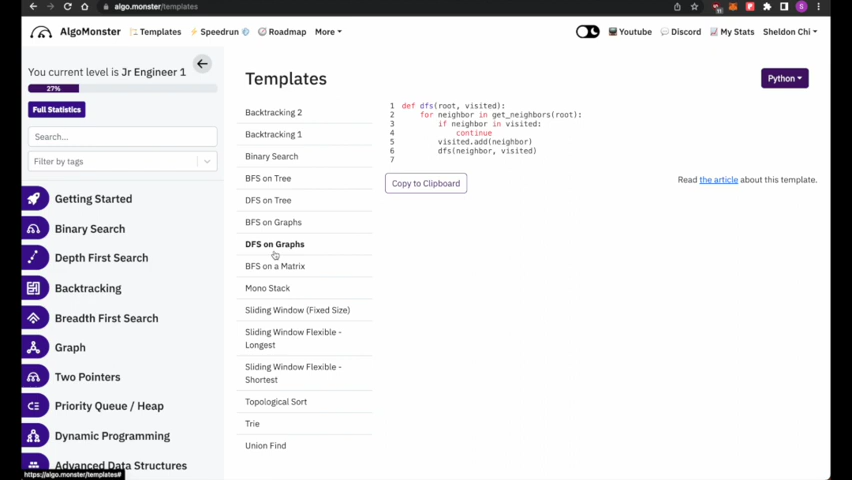 algo.monster/templates
AlgoMonster
Templates
Speedrun
Roadmap
More
Youtube
Discord
My Stats
Sheldon Chi
You current level is Jr Engineer 1
27%
Full Statistics
Search...
Filter by tags
Getting Started
Binary Search
Depth First Search
Backtracking
Breadth First Search
Graph
Two Pointers
Priority Queue / Heap
Dynamic Programming
Advanced Data Structures
https://algo.monster/templates#
Templates
Python
Backtracking 2
Backtracking 1
Binary Search
BFS on Tree
DFS on Tree
BFS on Graphs
DFS on Graphs
BFS on a Matrix
Mono Stack
Sliding Window (Fixed Size)
Sliding Window Flexible -
Longest
Sliding Window Flexible -
Shortest
Topological Sort
Trie
Union Find
1 def dfs(root, visited):
2 for neighbor in get_neighbors(root):
3 if neighbor in visited:
4 continue
5 visited.add(neighbor)
6 dfs(neighbor, visited)
7
Copy to Clipboard
Read the article about this template.